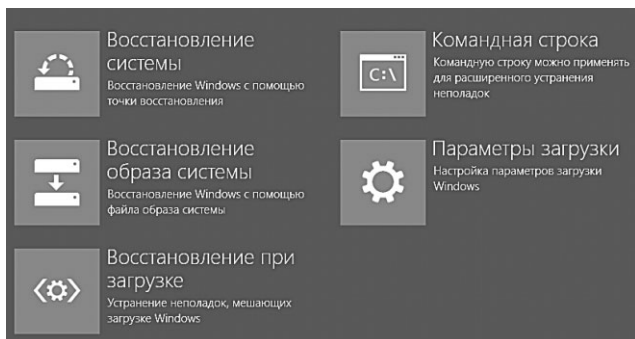 Восстановление
системы
Восстановление Windows с помощью
точки восстановления
Восстановление
образа системы
Восстановление Windows с помощью
файла образа системы
Восстановление при
загрузке
Устранение неполадок, мешающих
загрузке Windows
C:\
Командная строка
Командную строку можно применять
для расширенного устранения
неполадок
Параметры загрузки
Настройка параметров загрузки
Windows